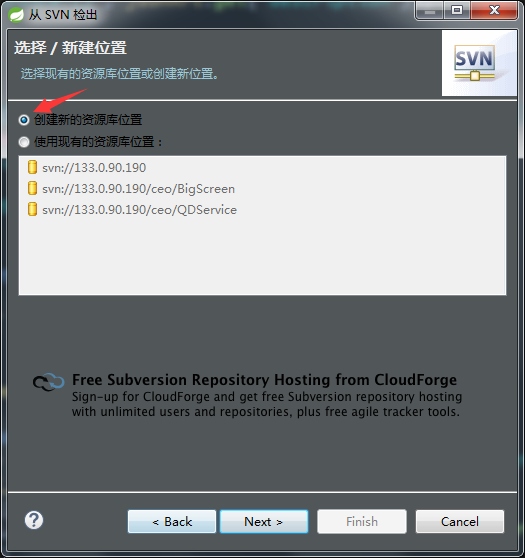 从 SVN 检出
选择 / 新建位置
选择现有的资源库位置或创建新位置。
SVN
创建新的资源库位置
使用现有的资源库位置：
svn://133.0.90.190
svn://133.0.90.190/ceo/BigScreen
svn://133.0.90.190/ceo/QDService
Free Subversion Repository Hosting from CloudForge
Sign-up for CloudForge and get free Subversion repository hosting
with unlimited users and repositories, plus free agile tracker tools.
?
< Back
Next >
Finish
Cancel